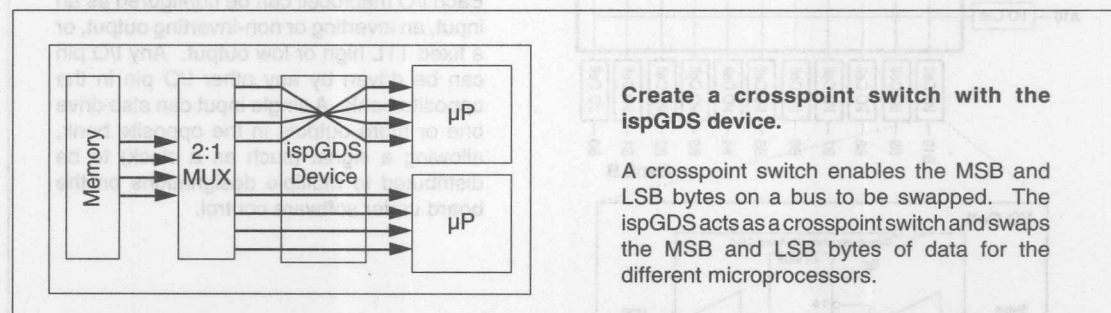 Memory
2:1
MUX
ispGDS
Device
µP
µP
Create a crosspoint switch with the
ispGDS device.
A crosspoint switch enables the MSB and
LSB bytes on a bus to be swapped. The
ispGDS acts as a crosspoint switch and swaps
the MSB and LSB bytes of data for the
different microprocessors.